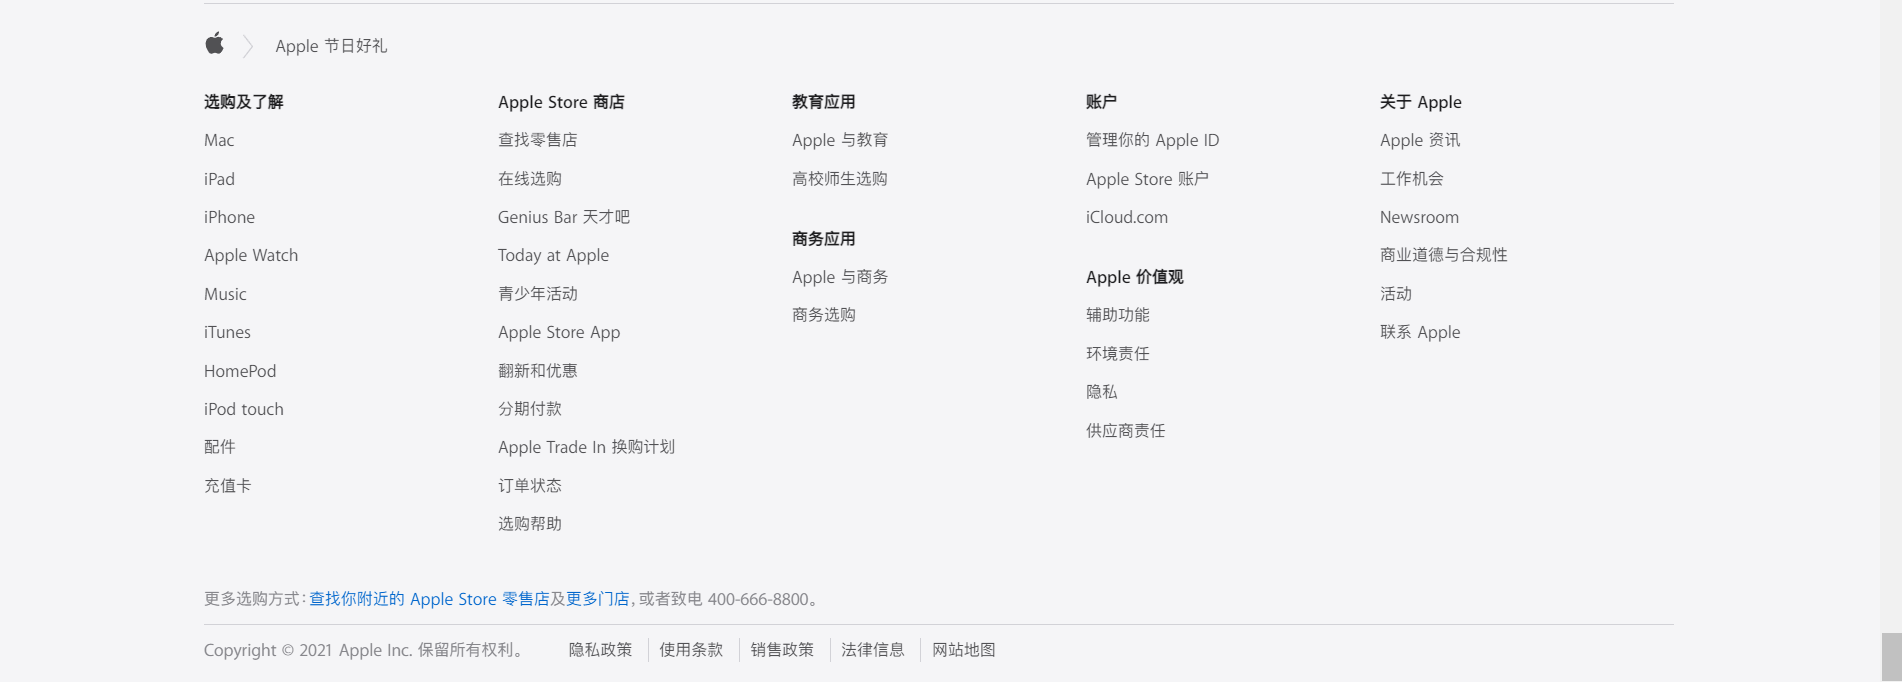 Apple 节日好礼
选购及了解
Mac
iPad
iPhone
Apple Watch
Music
iTunes
HomePod
iPod touch
配件
充值卡
Apple Store 商店
查找零售店
在线选购
Genius Bar 天才吧
Today at Apple
青少年活动
Apple Store App
翻新和优惠
分期付款
Apple Trade In 换购计划
订单状态
选购帮助
教育应用
Apple 与教育
高校师生选购
商务应用
Apple 与商务
商务选购
账户
管理你的 Apple ID
Apple Store 账户
iCloud.com
Apple 价值观
辅助功能
环境责任
隐私
供应商责任
关于 Apple
Apple 资讯
工作机会
Newsroom
商业道德与合规性
活动
联系 Apple
更多选购方式：查找你附近的 Apple Store 零售店及更多门店，或者致电 400-666-8800。
Copyright © 2021 Apple Inc. 保留所有权利。 隐私政策 使用条款 销售政策 法律信息 网站地图